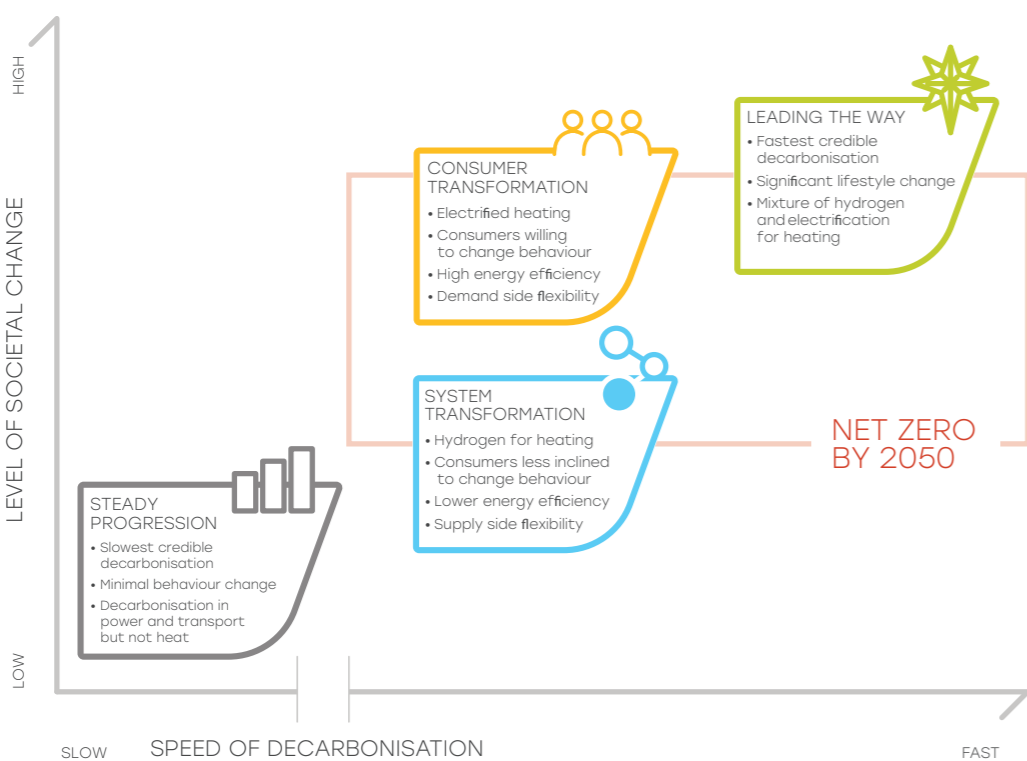 HIGH
LEVEL OF SOCIETAL CHANGE
LOW
LEADING THE WAY
• Fastest credible
decarbonisation
• Significant lifestyle change
• Mixture of hydrogen
and electrification
for heating
CONSUMER
TRANSFORMATION
• Electrified heating
• Consumers willing
to change behaviour
• High energy efficiency
• Demand side flexibility
SYSTEM
TRANSFORMATION
• Hydrogen for heating
• Consumers less inclined
to change behaviour
• Lower energy efficiency
• Supply side flexibility
NET ZERO
BY 2050
STEADY
PROGRESSION
• Slowest credible
decarbonisation
• Minimal behaviour change
• Decarbonisation in
power and transport
but not heat
SLOW
SPEED OF DECARBONISATION
FAST